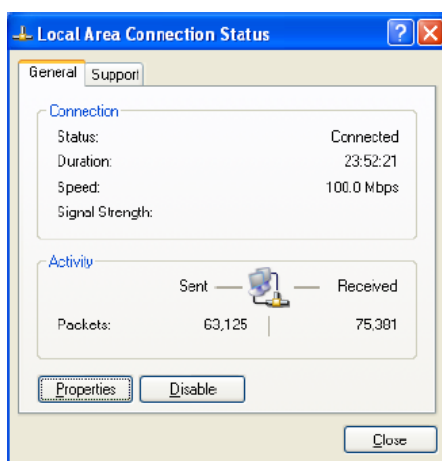 Local Area Connection Status
General Support
Connection
Status: Connected
Duration: 23:52:21
Speed: 100.0 Mbps
Signal Strength:
Activity
Sent Received
Packets: 63,125 75,381
Properties Disable
Close